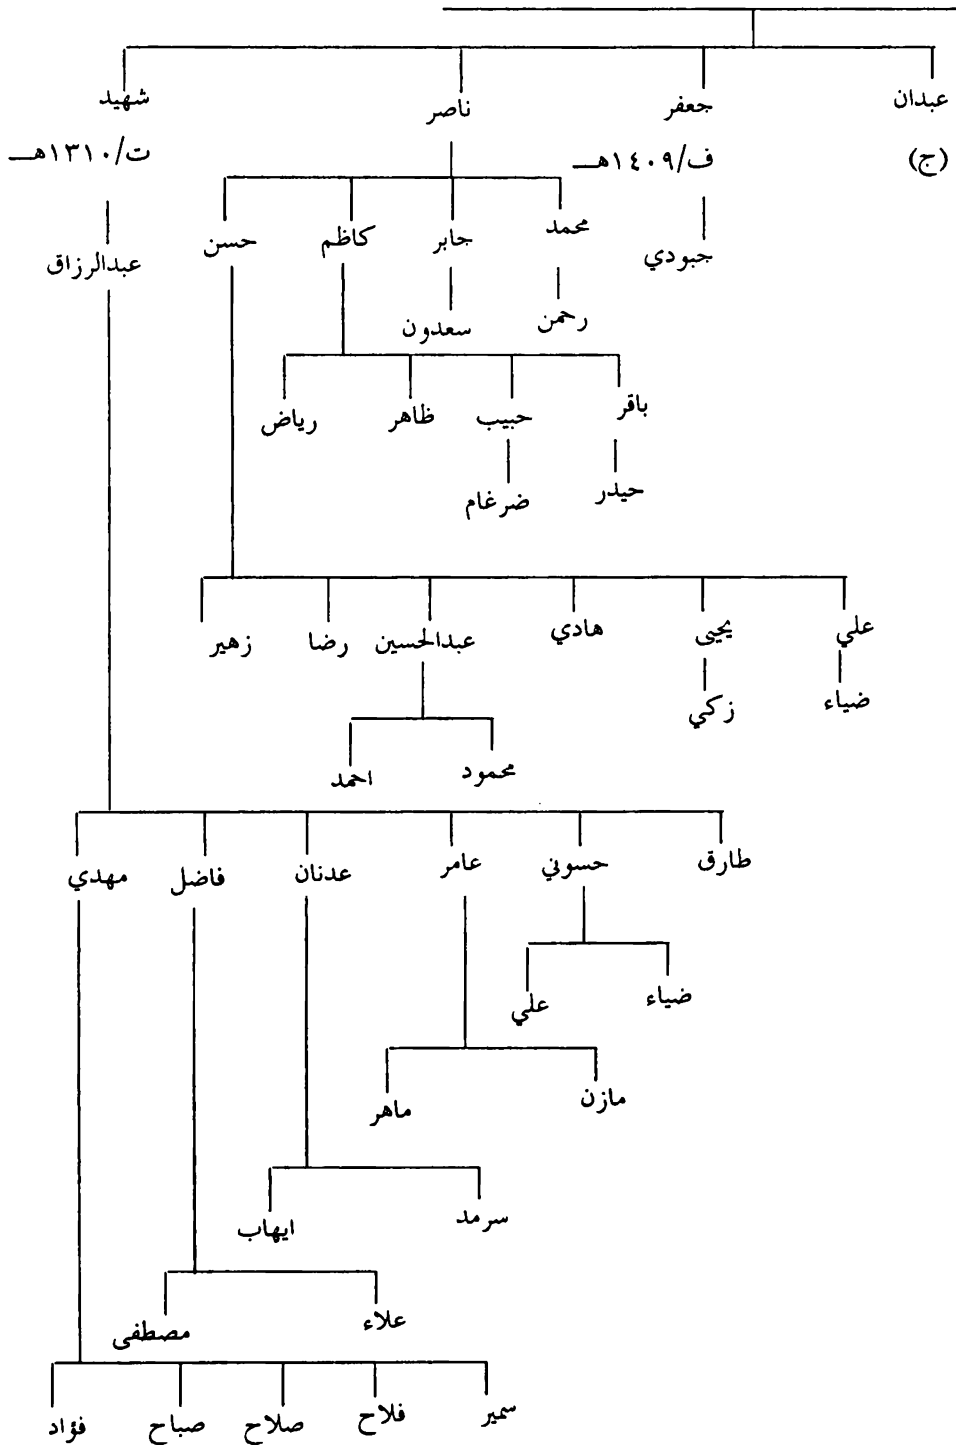 عبدان جعفر ناصر شهيد
(ج) ف/١٤٠٩هـ ت/١٣١٠هـ
محمد جابر كاظم حسن
جبودي عبدالرزاق
رحمن سعدون
باقر حبيب ظاهر رياض
حيدر ضرغام
علي يحيى هادي عبدالحسين رضا زهير
ضياء زكي
محمود احمد
طارق حسوني عامر عدنان فاضل مهدي
ضياء علي
مازن ماهر
سرمد ايهاب
علاء مصطفى
سمير فلاح صلاح صباح فؤاد